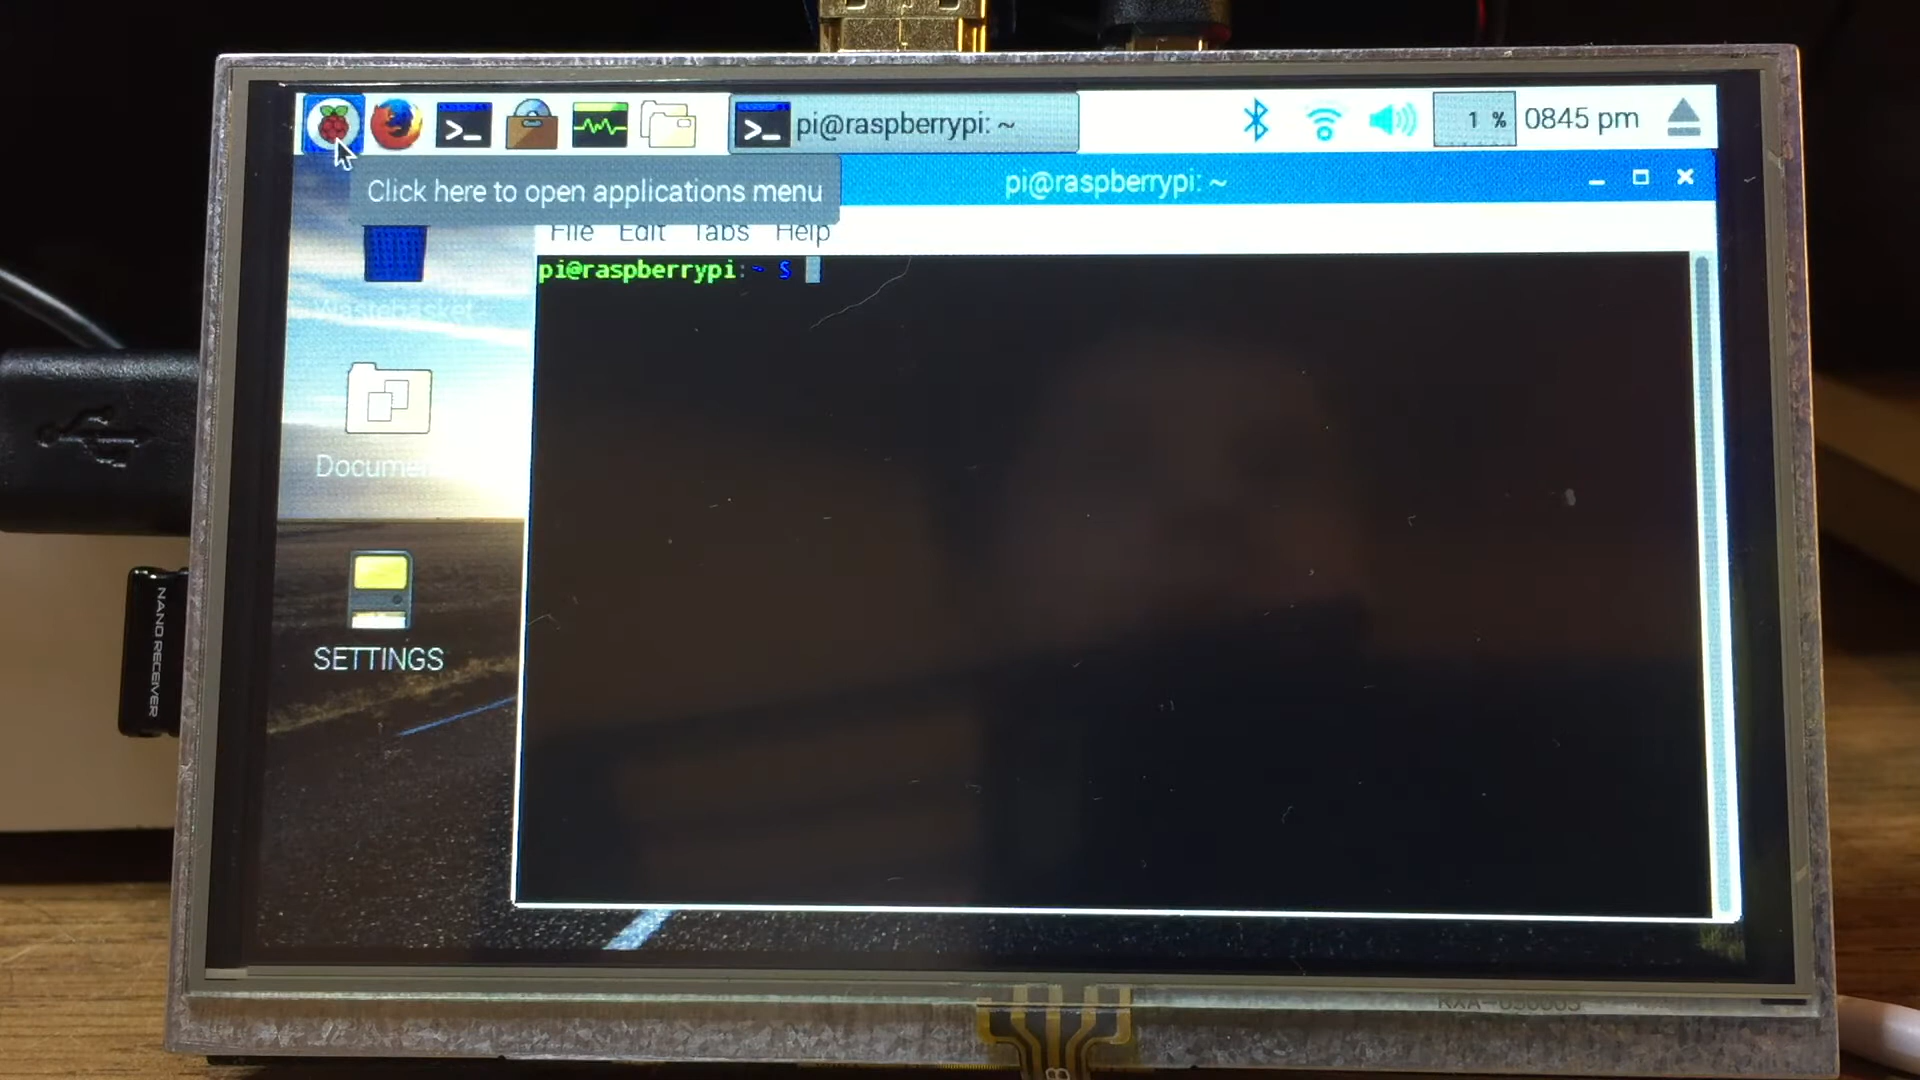 pi@raspberrypi: ~
1 %
0845 pm
Click here to open applications menu
pi@raspberrypi: ~
File Edit Tabs Help
pi@raspberrypi:~ $
Wastebasket
SETTINGS
NANO RECEIVER